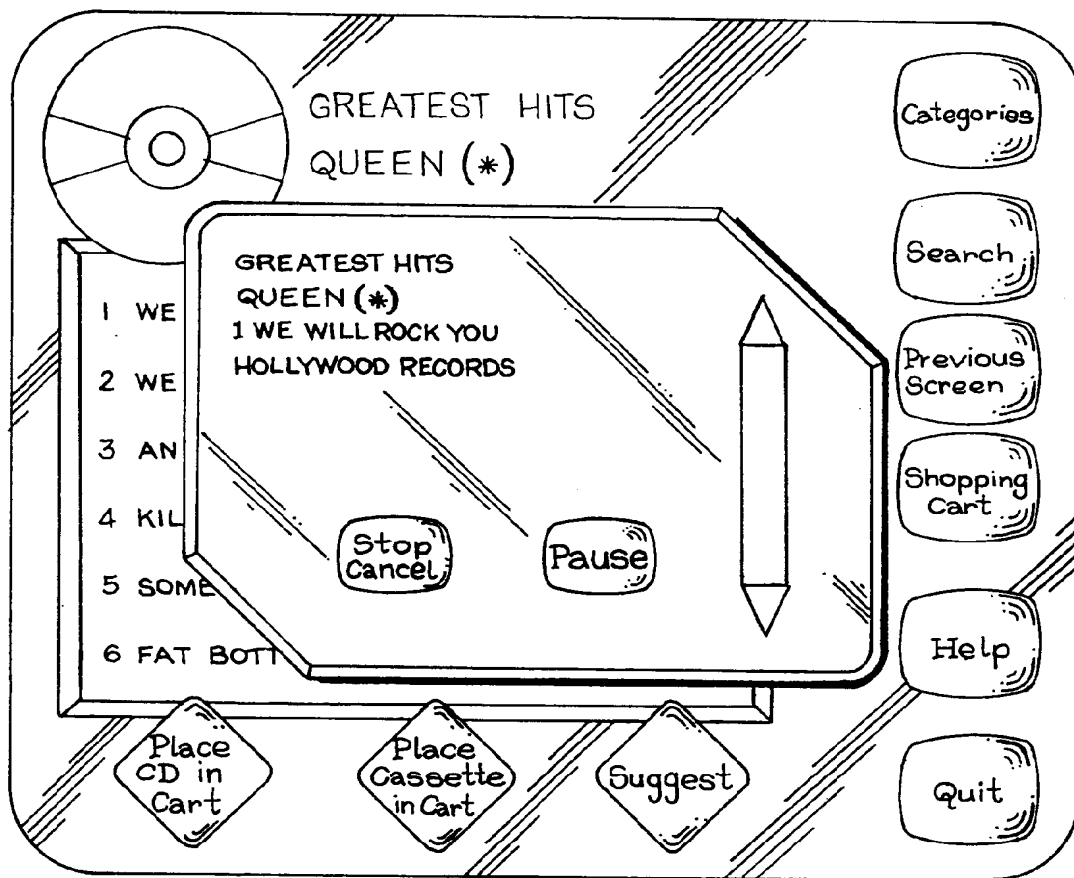 GREATEST HITS
QUEEN (*)
GREATEST HITS
QUEEN (*)
1 WE WILL ROCK YOU
HOLLYWOOD RECORDS
Stop
Cancel
Pause
1 WE
2 WE
3 AN
4 KIL
5 SOME
6 FAT BOTT
Place
CD in
Cart
Place
Cassette
in Cart
Suggest
Categories
Search
Previous
Screen
Shopping
Cart
Help
Quit